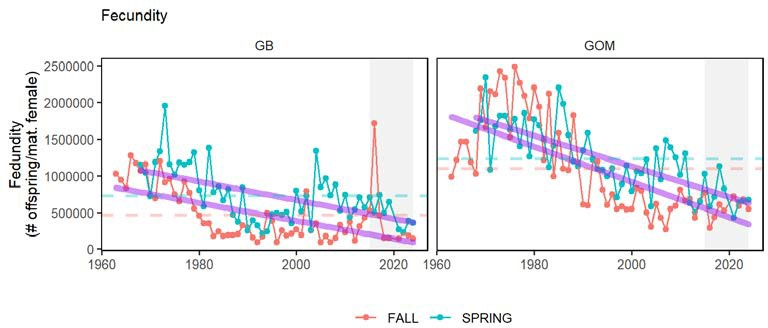 Fecundity
GB
GOM
Fedundity
(# offspring/mat. female)
2500000
2000000
1500000
1000000
500000
0
1960
1980
2000
2020
1960
1980
2000
2020
FALL
SPRING